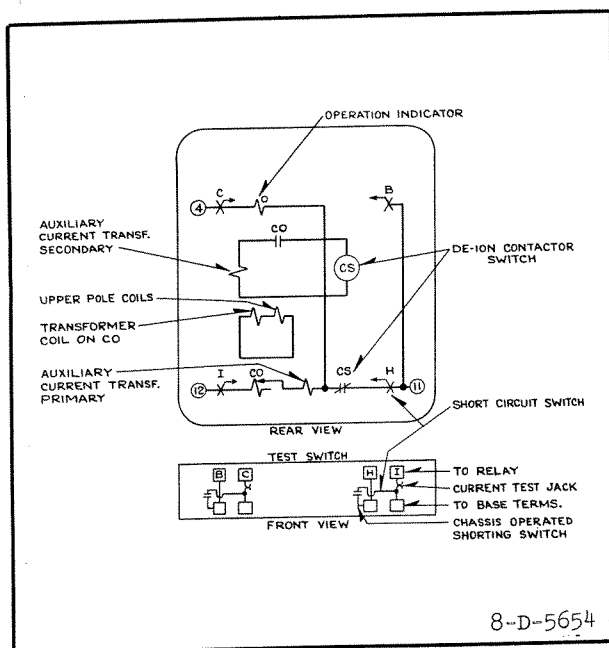 OPERATION INDICATOR
C
B
4
O
AUXILIARY
CURRENT TRANSF.
SECONDARY
CO
CS
DE-ION CONTACTOR
SWITCH
UPPER POLE COILS
TRANSFORMER
COIL ON CO
AUXILIARY
CURRENT TRANSF.
PRIMARY
I
CO
CS
H
12
11
SHORT CIRCUIT SWITCH
REAR VIEW
TEST SWITCH
B
C
H
I
TO RELAY
CURRENT TEST JACK
TO BASE TERMS.
FRONT VIEW
CHASSIS OPERATED
SHORTING SWITCH
8-D-5654